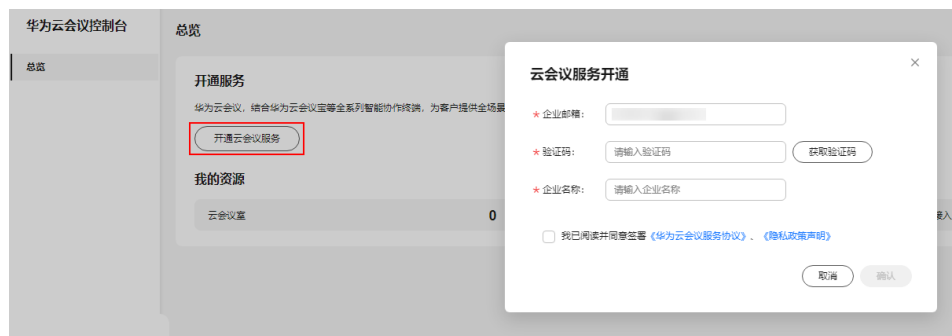 华为云会议控制台
总览
总览
开通服务
华为云会议，结合华为云会议宝等全系列智能协作终端，为客户提供全场景
开通云会议服务
我的资源
云会议室 0
接入
云会议服务开通
* 企业邮箱：
* 验证码： 请输入验证码 获取验证码
* 企业名称： 请输入企业名称
我已阅读并同意签署《华为云会议服务协议》、《隐私政策声明》
取消 确认